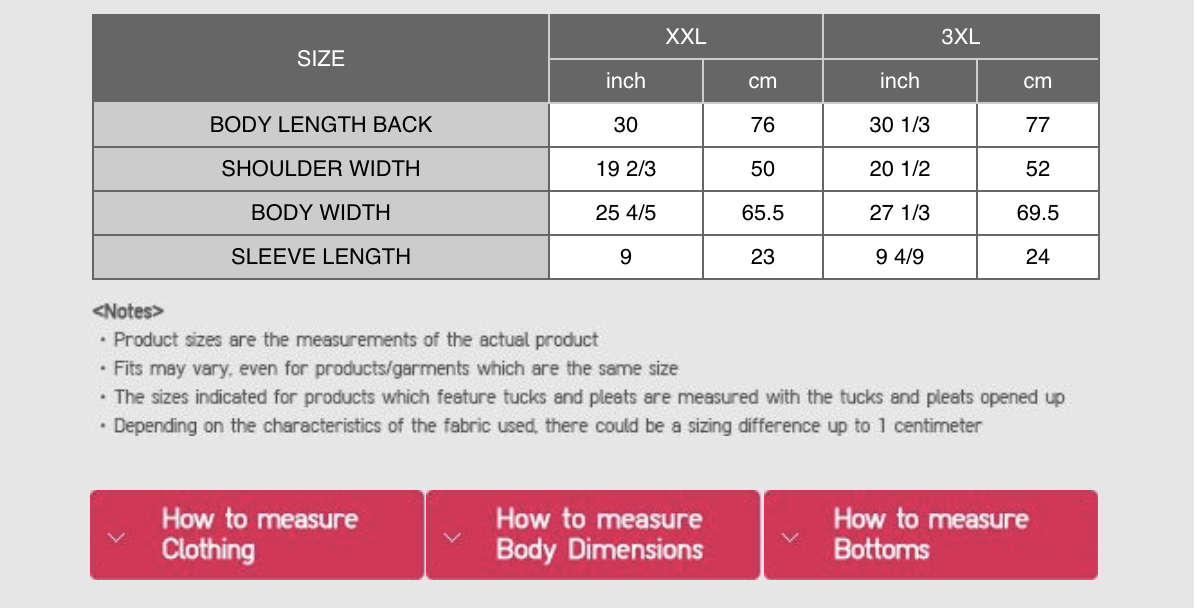 SIZE XXL 3XL
inch cm inch cm
BODY LENGTH BACK 30 76 30 1/3 77
SHOULDER WIDTH 19 2/3 50 20 1/2 52
BODY WIDTH 25 4/5 65.5 27 1/3 69.5
SLEEVE LENGTH 9 23 9 4/9 24
<Notes>
・Product sizes are the measurements of the actual product
・Fits may vary, even for products/garments which are the same size
・The sizes indicated for products which feature tucks and pleats are measured with the tucks and pleats opened up
・Depending on the characteristics of the fabric used, there could be a sizing difference up to 1 centimeter
How to measure
Clothing
How to measure
Body Dimensions
How to measure
Bottoms